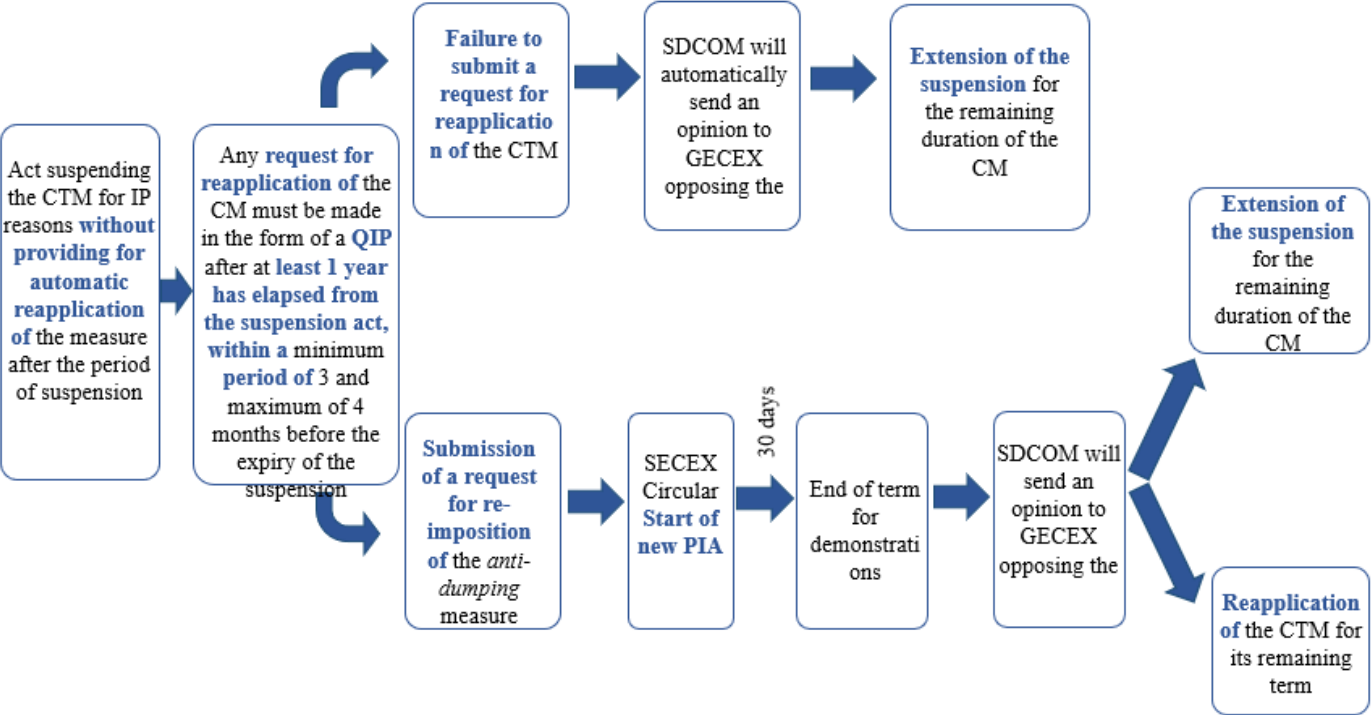 Act suspending
the CTM for IP
reasons without
providing for
automatic
reapplication
of the measure
after the period
of suspension
Any request for
reapplication of the
CM must be made
in the form of a QIP
after at least 1 year
has elapsed from
the suspension act,
within a minimum
period of 3 and
maximum of 4
months before the
expiry of the
suspension
Failure to
submit a
request for
reapplicatio
n of the CTM
SDCOM will
automatically
send an
opinion to
GECEX
opposing the
Extension of the
suspension for
the remaining
duration of the
CM
Submission
of a request
for re-
imposition
of the anti-
dumping
measure
SECEX
Circular
Start of
new PIA
30 days
End of term
for
demonstrati
ons
SDCOM will
send an
opinion to
GECEX
opposing the
Extension of
the suspension
for the
remaining
duration of the
CM
Reapplication
of the CTM for
its remaining
term